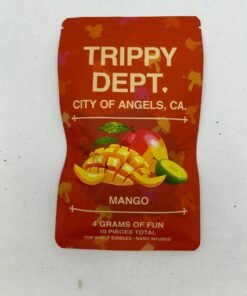 TRIPPY
DEPT.
CITY OF ANGELS, CA.
MANGO
4 GRAMS OF FUN
10 PIECES TOTAL
TOP SHELF EDIBLES - HAND INFUSED